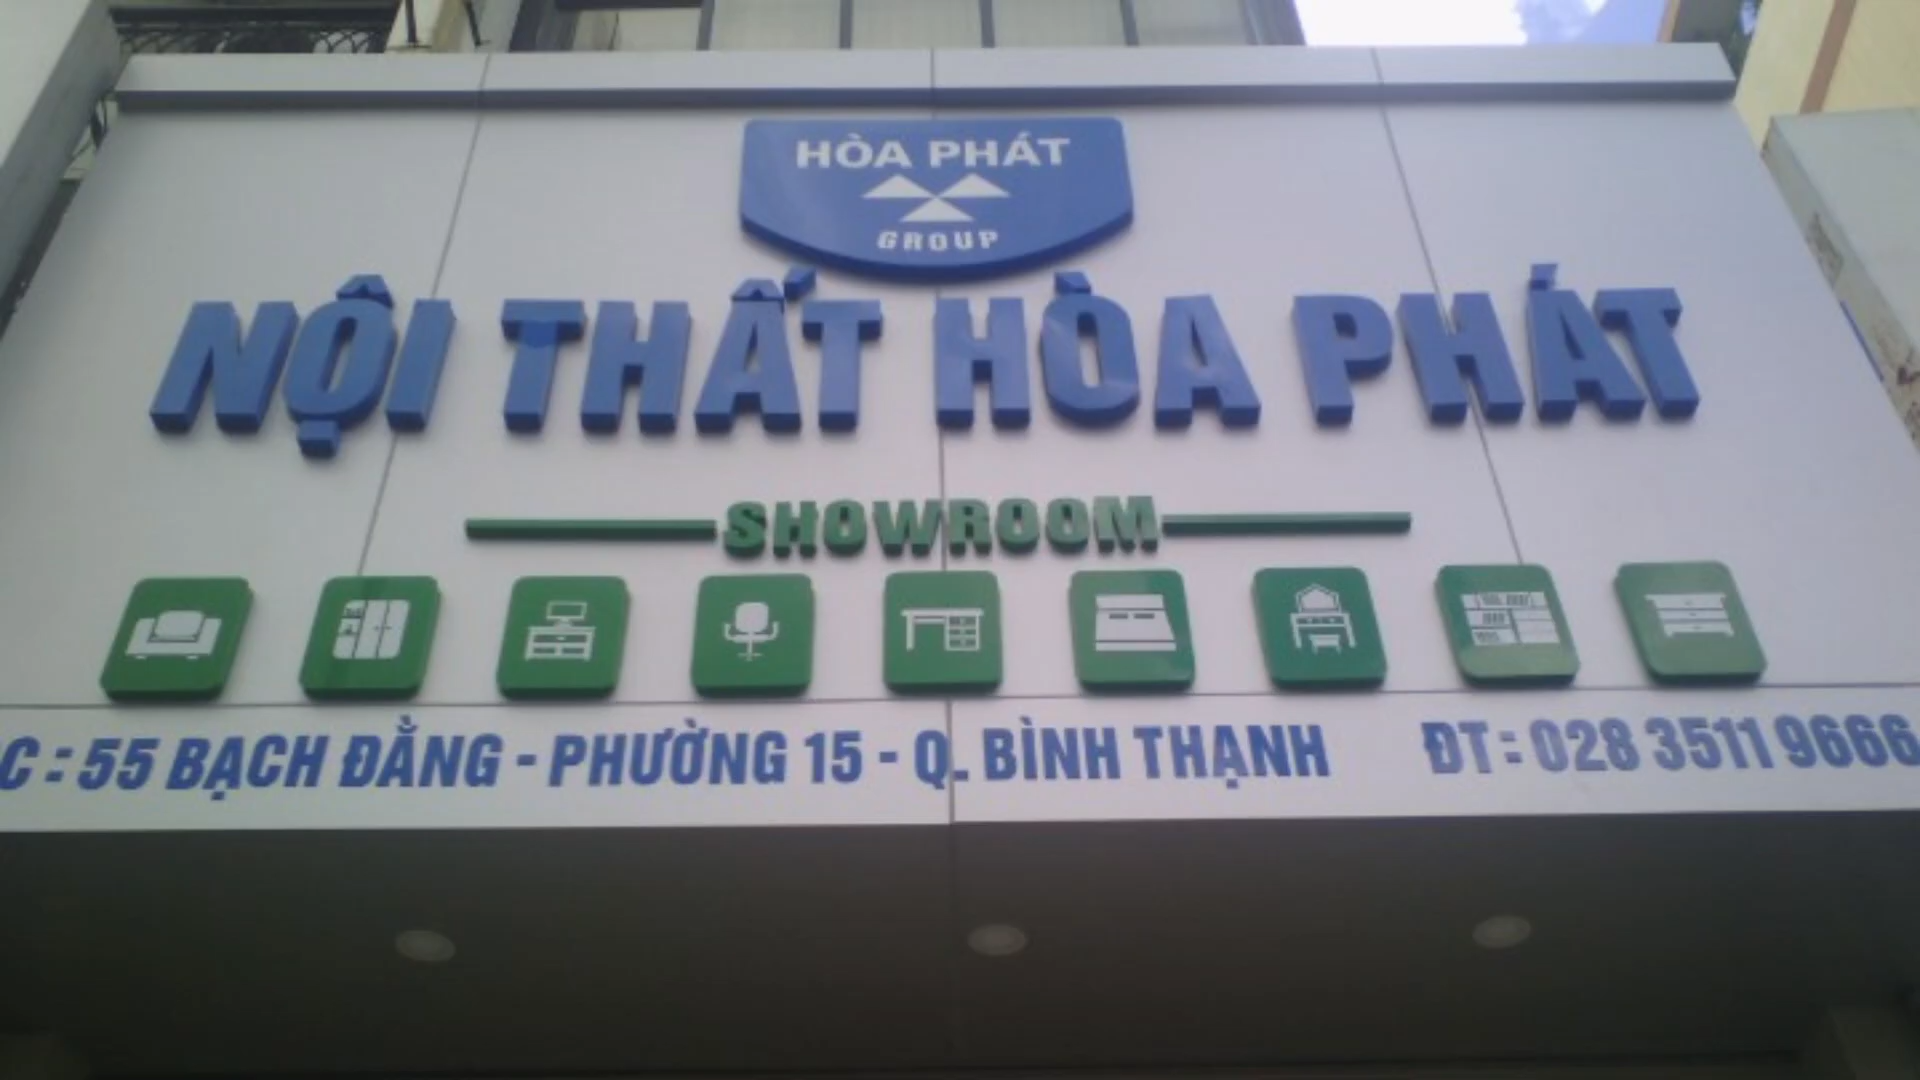 HÒA PHÁT
GROUP
NỘI THẤT HÒA PHÁT
SHOWROOM
C : 55 BẠCH ĐẰNG - PHƯỜNG 15 - Q. BÌNH THẠNH ĐT : 028 3511 9666